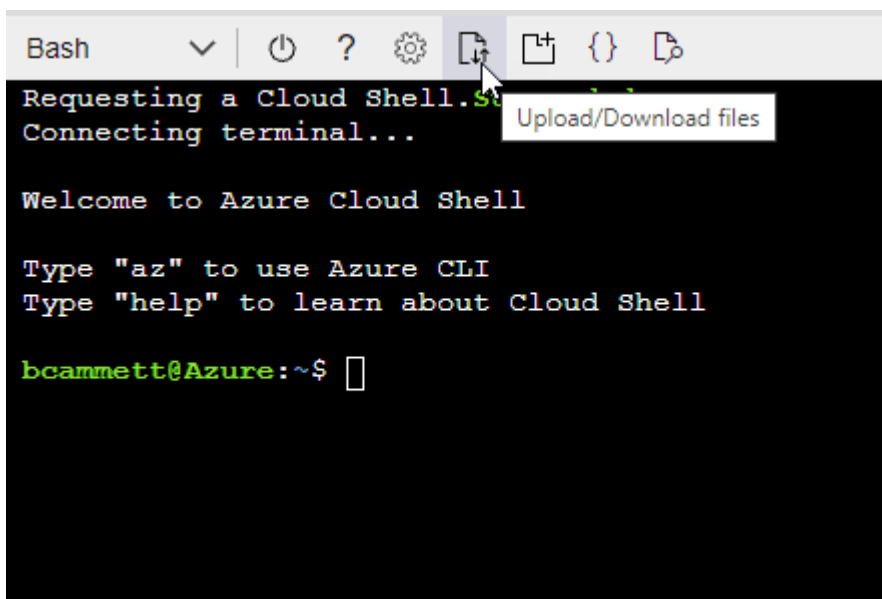 Bash
?
{}
Requesting a Cloud Shell.
Upload/Download files
Connecting terminal...
Welcome to Azure Cloud Shell
Type "az" to use Azure CLI
Type "help" to learn about Cloud Shell
bcammett@Azure:~$